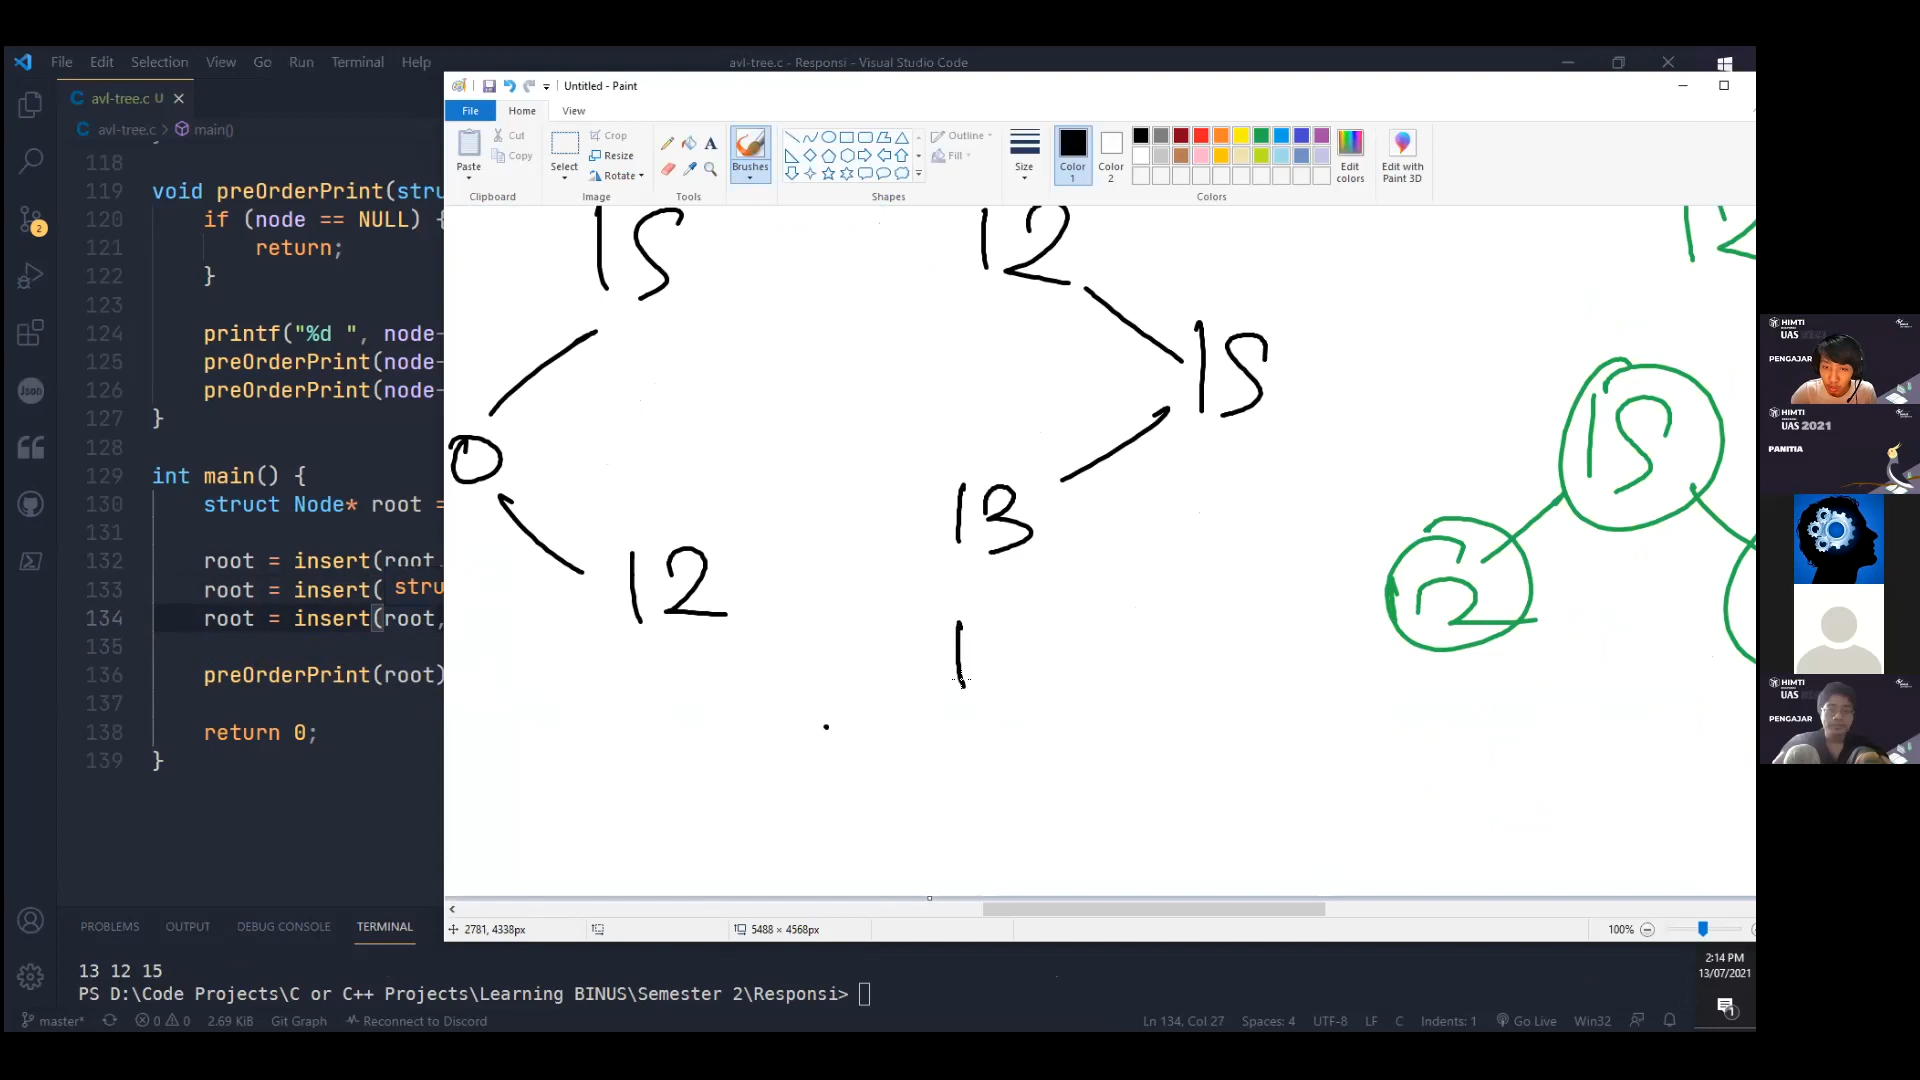 File Edit Selection View Go Run Terminal Help
avl-tree.c - Responsi - Visual Studio Code
avl-tree.c U
avl-tree.c > main()
118
119 void preOrderPrint(stru
120 if (node == NULL) {
121 return;
122 }
123
124 printf("%d ", node-
125 preOrderPrint(node-
126 preOrderPrint(node-
127 }
128
129 int main() {
130 struct Node* root =
131
132 root = insert(root,
133 root = insert( stru
134 root = insert(root,
135
136 preOrderPrint(root)
137
138 return 0;
139 }
2
Json
Untitled - Paint
File Home View
Paste
Cut
Copy
Clipboard
Select
Crop
Resize
Rotate
Image
A
Tools
Brushes
Shapes
Outline
Fill
Size
Color 1
Color 2
Edit colors
Edit with Paint 3D
Colors
15
12
12
15
0
15
13
12
2
1
2781, 4338px
5488 × 4568px
100%
PROBLEMS OUTPUT DEBUG CONSOLE TERMINAL
13 12 15
PS D:\Code Projects\C or C++ Projects\Learning BINUS\Semester 2\Responsi>
master* 0 0 2.69 KiB Git Graph Reconnect to Discord
Ln 134, Col 27 Spaces: 4 UTF-8 LF C Indents: 1 Go Live Win32
2:14 PM
13/07/2021
1
HIMTI
UAS
PENGAJAR
HIMTI
UAS 2021
PANITIA
HIMTI
UAS
PENGAJAR